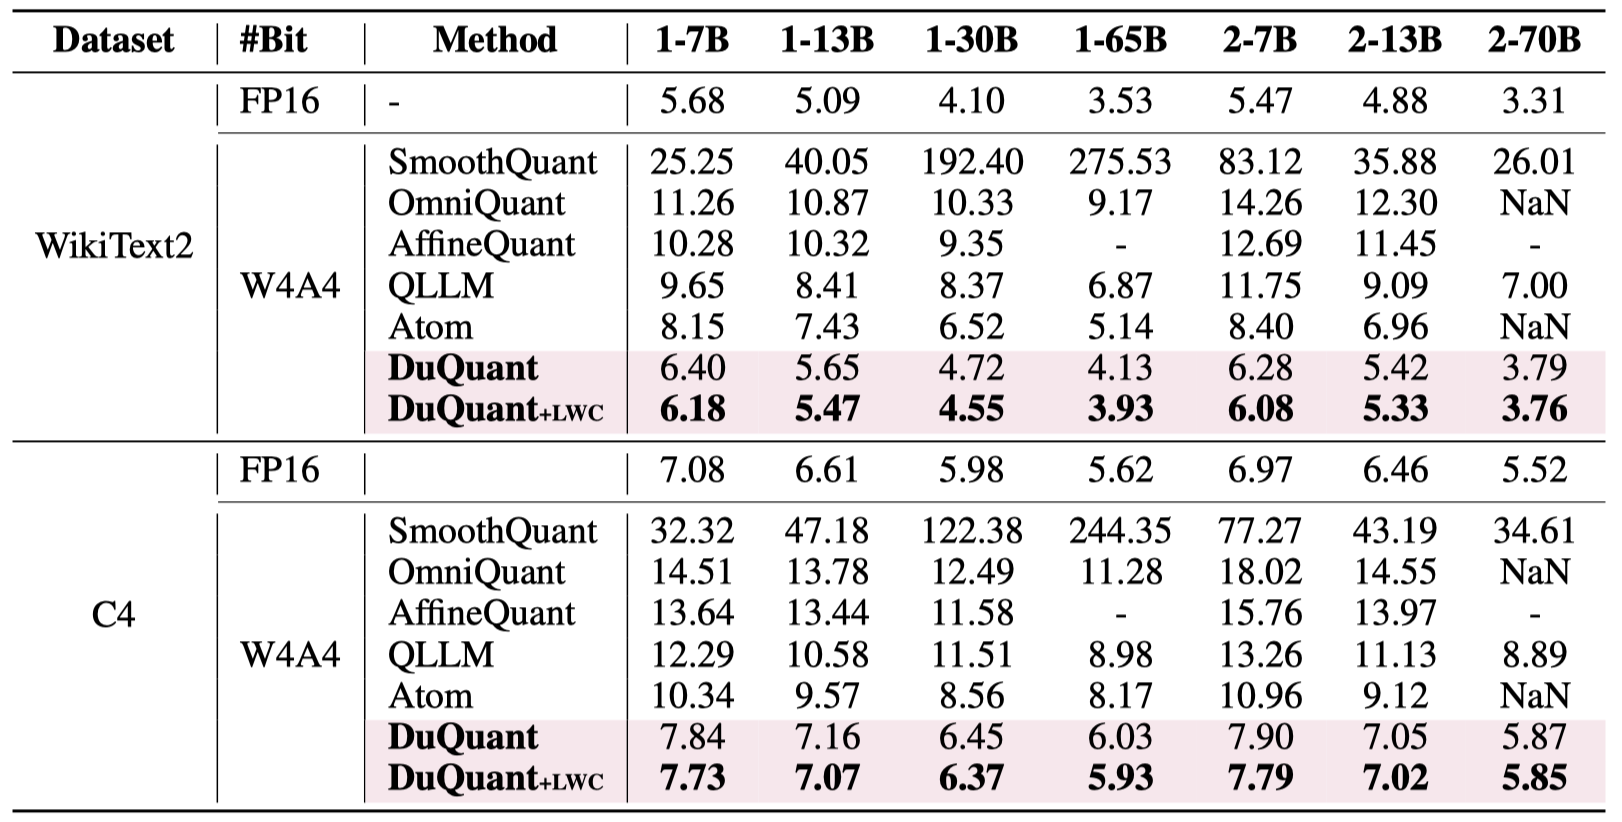 Dataset #Bit Method 1-7B 1-13B 1-30B 1-65B 2-7B 2-13B 2-70B
FP16 - 5.68 5.09 4.10 3.53 5.47 4.88 3.31
SmoothQuant 25.25 40.05 192.40 275.53 83.12 35.88 26.01
OmniQuant 11.26 10.87 10.33 9.17 14.26 12.30 NaN
WikiText2 AffineQuant 10.28 10.32 9.35 - 12.69 11.45 -
W4A4 QLLM 9.65 8.41 8.37 6.87 11.75 9.09 7.00
Atom 8.15 7.43 6.52 5.14 8.40 6.96 NaN
DuQuant 6.40 5.65 4.72 4.13 6.28 5.42 3.79
DuQuant+LWC 6.18 5.47 4.55 3.93 6.08 5.33 3.76
FP16 7.08 6.61 5.98 5.62 6.97 6.46 5.52
SmoothQuant 32.32 47.18 122.38 244.35 77.27 43.19 34.61
OmniQuant 14.51 13.78 12.49 11.28 18.02 14.55 NaN
C4 AffineQuant 13.64 13.44 11.58 - 15.76 13.97 -
W4A4 QLLM 12.29 10.58 11.51 8.98 13.26 11.13 8.89
Atom 10.34 9.57 8.56 8.17 10.96 9.12 NaN
DuQuant 7.84 7.16 6.45 6.03 7.90 7.05 5.87
DuQuant+LWC 7.73 7.07 6.37 5.93 7.79 7.02 5.85